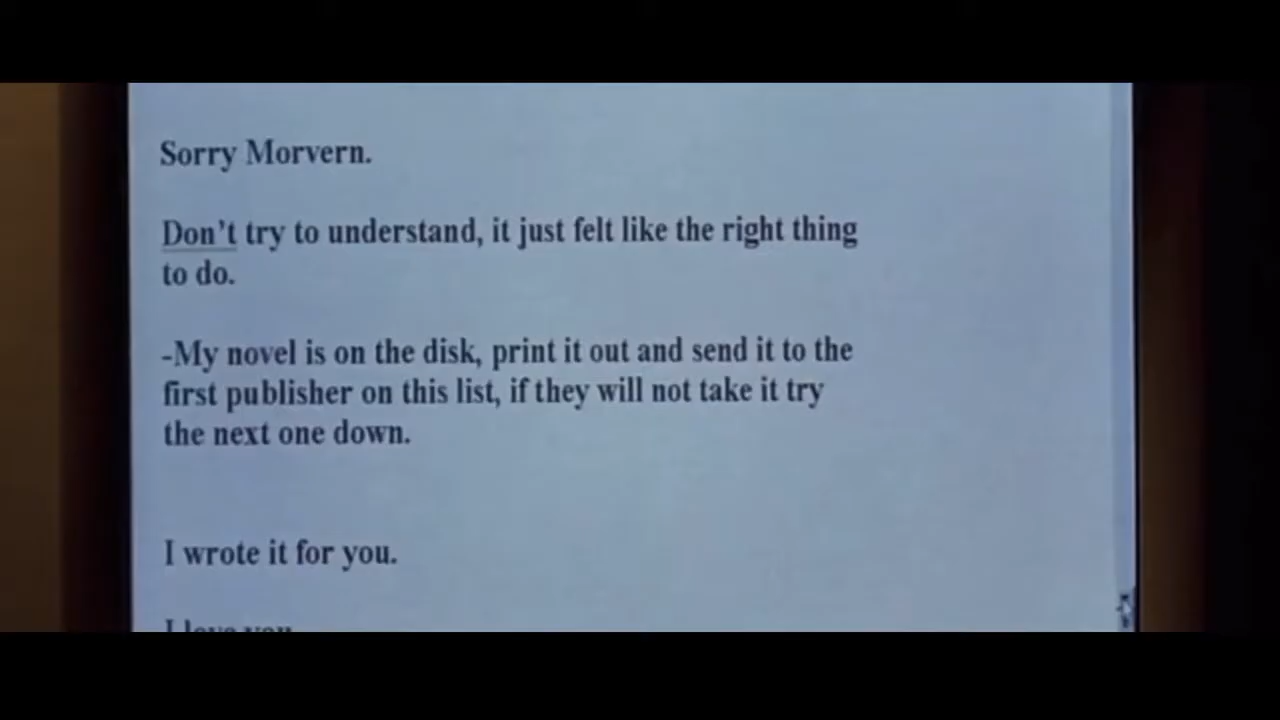 Sorry Morvern.
Don't try to understand, it just felt like the right thing
to do.
-My novel is on the disk, print it out and send it to the
first publisher on this list, if they will not take it try
the next one down.
I wrote it for you.
I love you